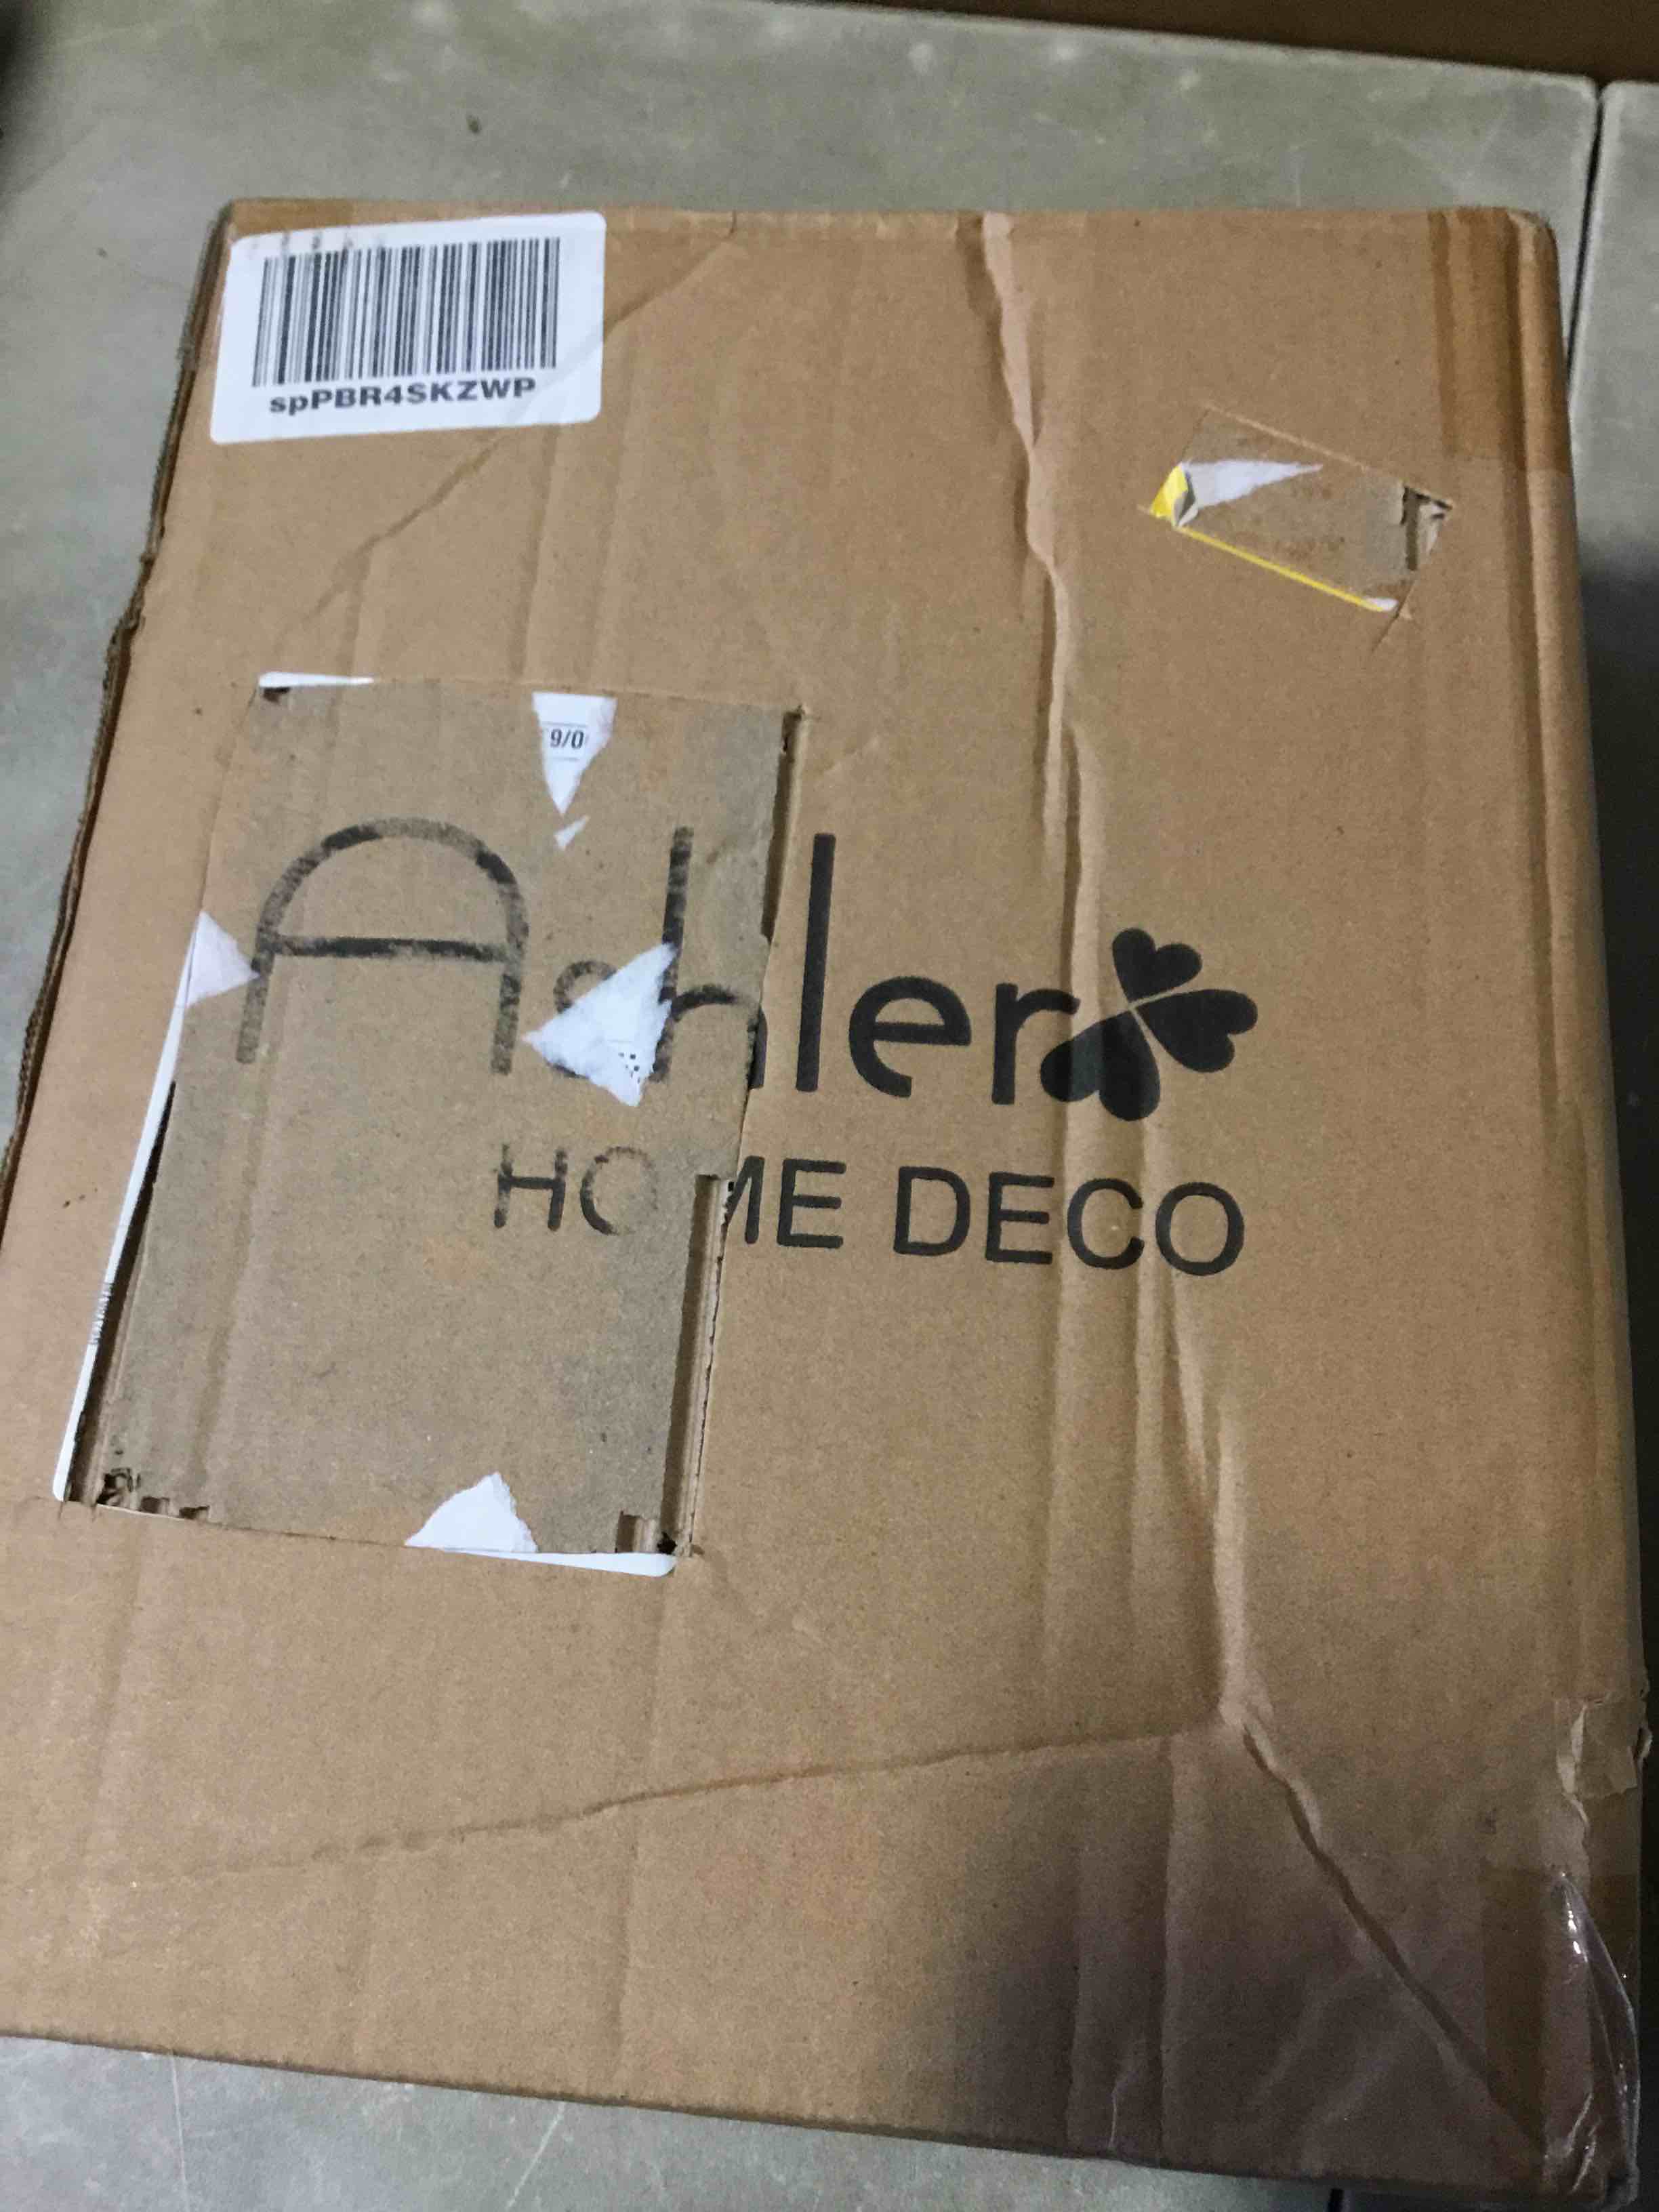 spPBR4SKZWP
9/0
Ashler
HOME DECO